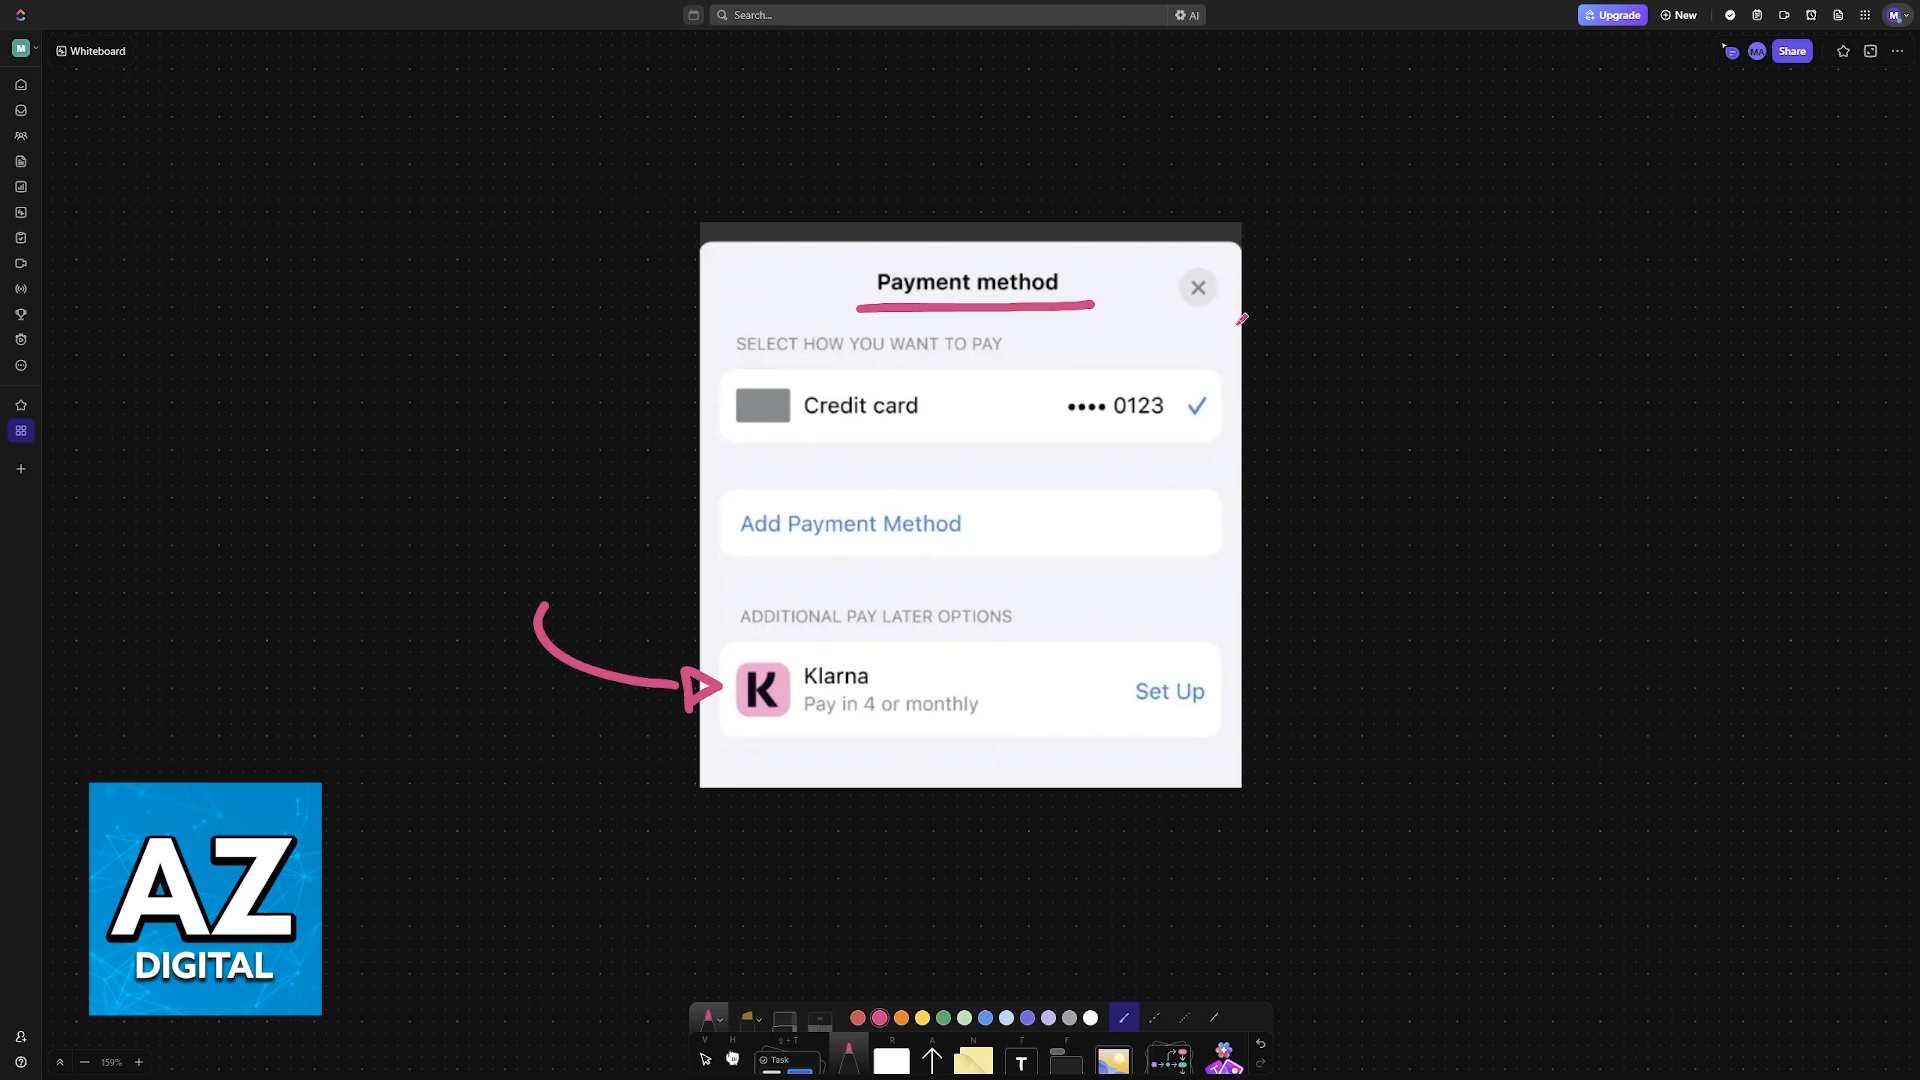 Search...
AI
Upgrade
New
M
M
Whiteboard
MA
Share
Payment method
SELECT HOW YOU WANT TO PAY
Credit card
•••• 0123
Add Payment Method
ADDITIONAL PAY LATER OPTIONS
K
Klarna
Pay in 4 or monthly
Set Up
AZ
DIGITAL
V
H
⇧ + T
R
A
N
T
F
Task
T
159%